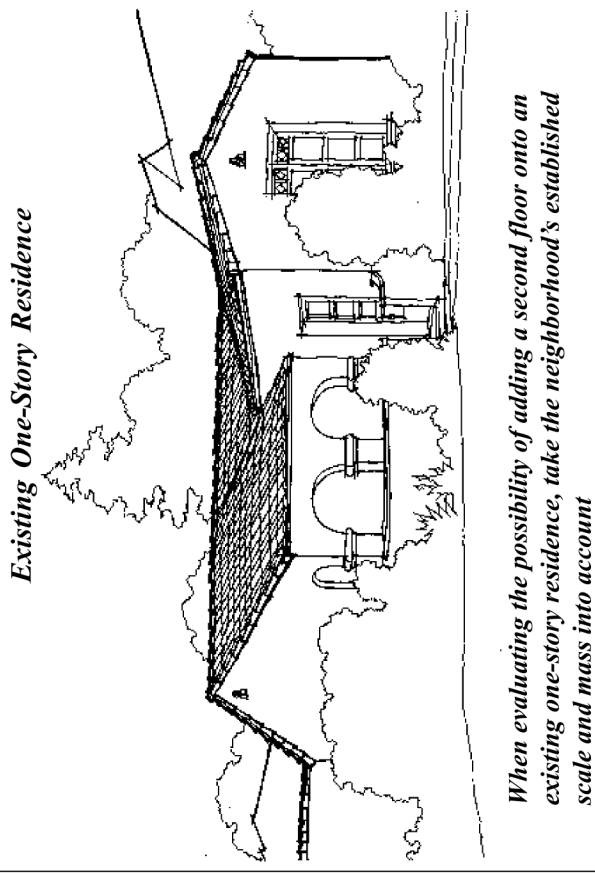 Existing One-Story Residence
When evaluating the possibility of adding a second floor onto an
existing one-story residence, take the neighborhood's established
scale and mass into account